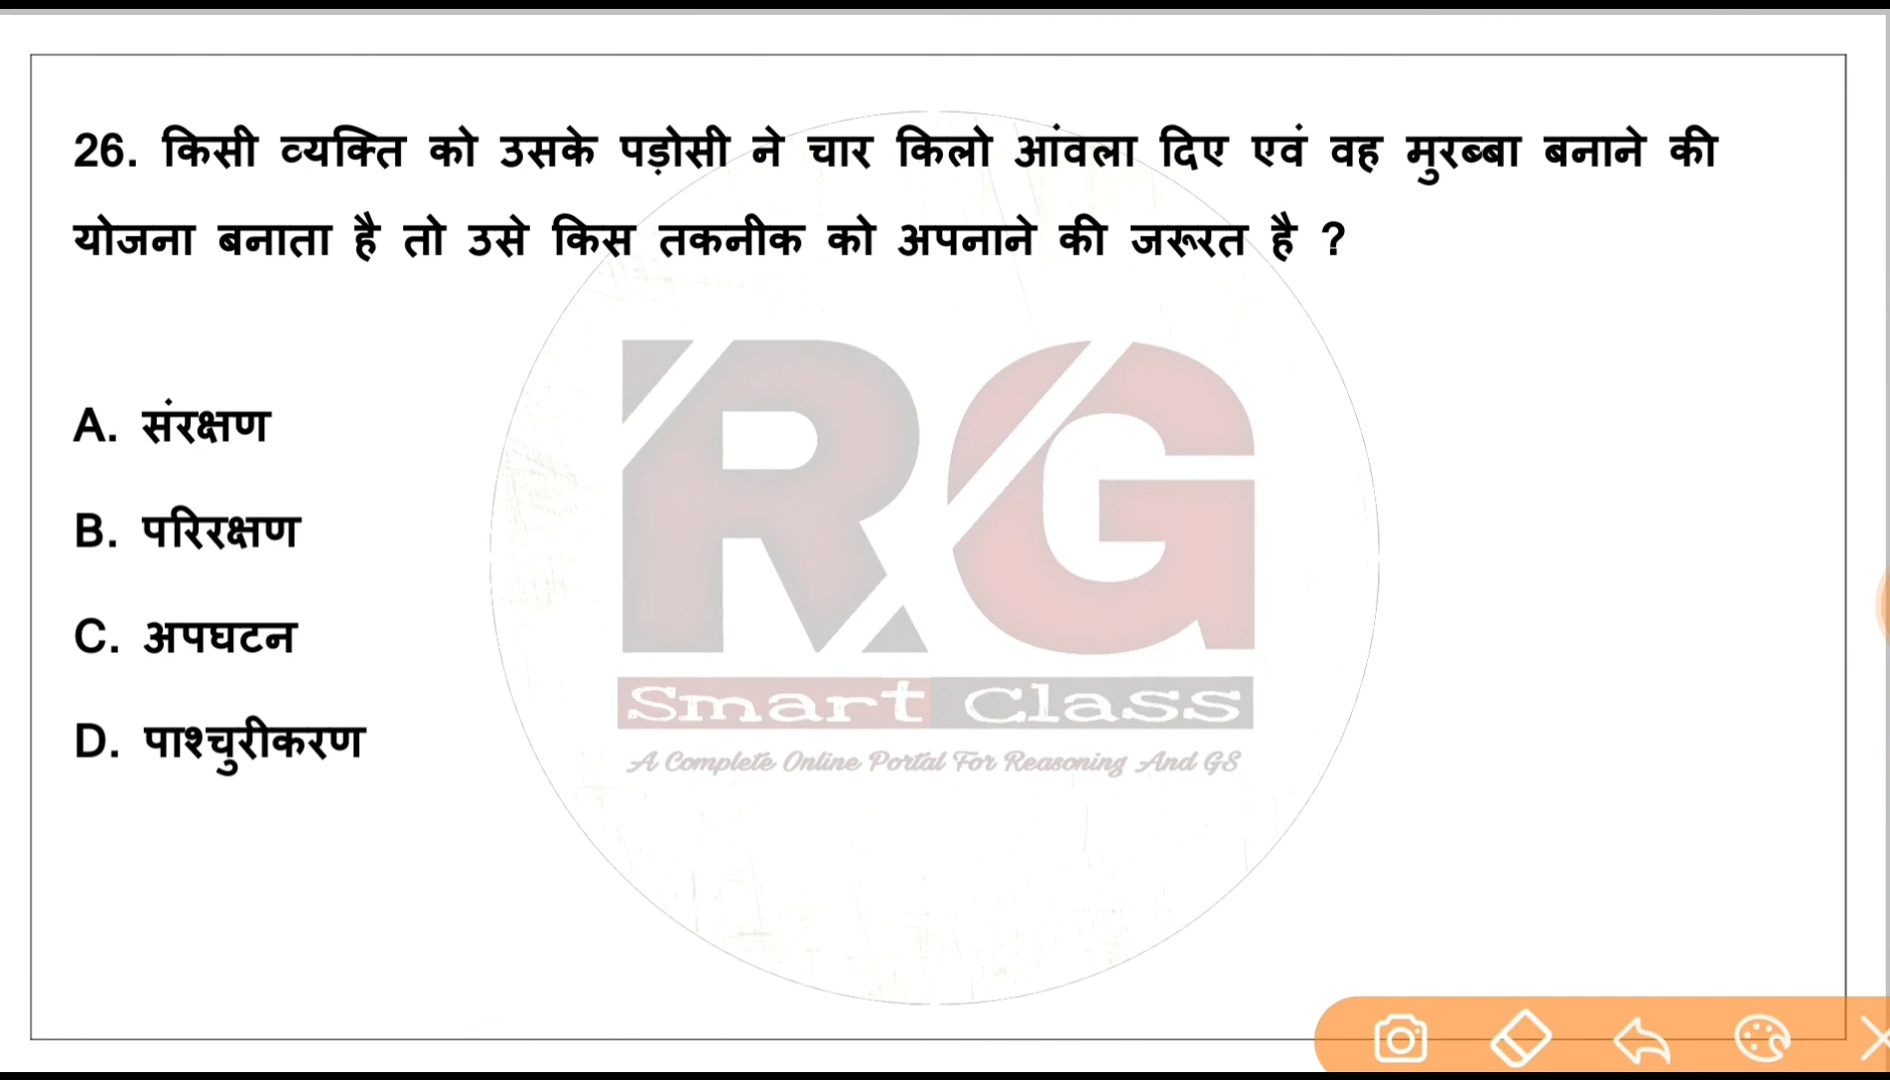 26. किसी व्यक्ति को उसके पड़ोसी ने चार किलो आंवला दिए एवं वह मुरब्बा बनाने की
योजना बनाता है तो उसे किस तकनीक को अपनाने की जरूरत है ?
A. संरक्षण
B. परिरक्षण
C. अपघटन
D. पाश्चुरीकरण
RG
Smart Class
A Complete Online Portal For Reasoning And GS